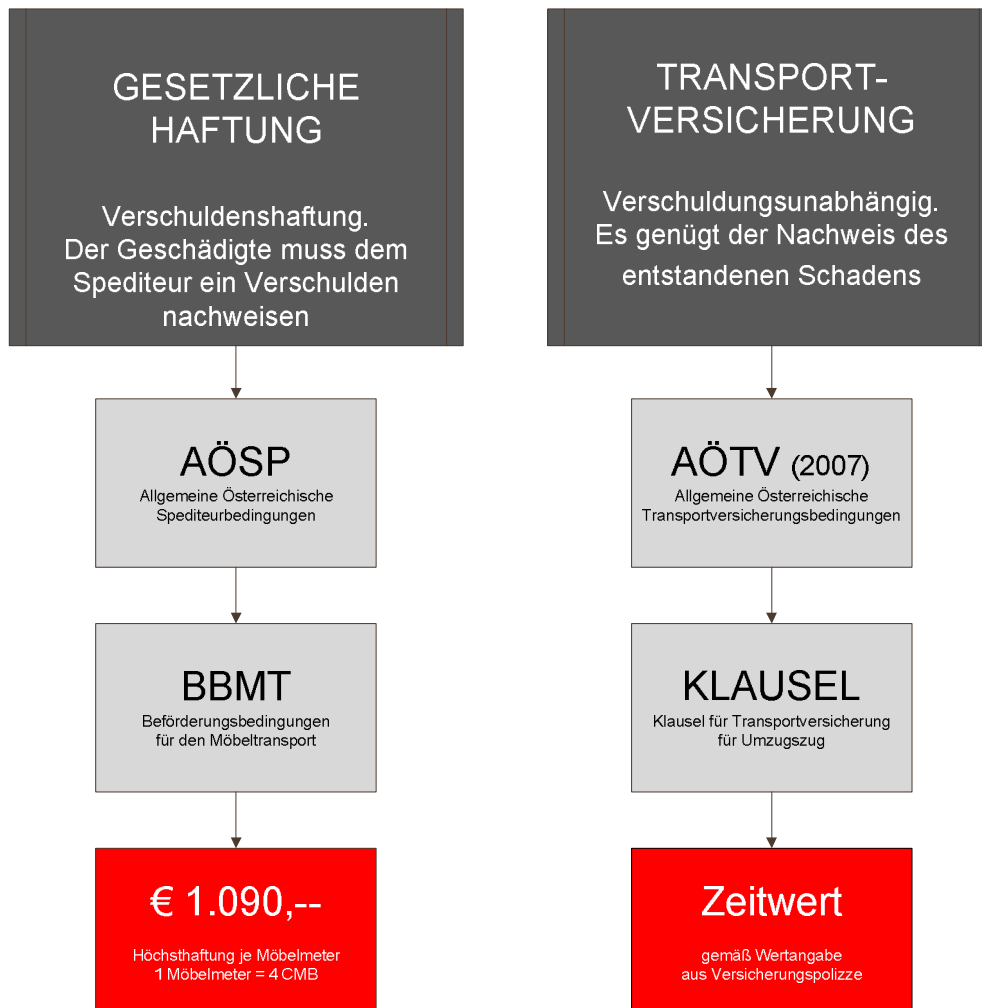 GESETZLICHE
HAFTUNG
Verschuldenshaftung.
Der Geschädigte muss dem
Spediteur ein Verschulden
nachweisen
AÖSP
Allgemeine Österreichische
Spediteurbedingungen
BBMT
Beförderungsbedingungen
für den Möbeltransport
€ 1.090,--
Höchsthaftung je Möbelmeter
1 Möbelmeter = 4 CMB
TRANSPORT-
VERSICHERUNG
Verschuldungsunabhängig.
Es genügt der Nachweis des
entstandenen Schadens
AÖTV (2007)
Allgemeine Österreichische
Transportversicherungsbedingungen
KLAUSEL
Klausel für Transportversicherung
für Umzugszug
Zeitwert
gemäß Wertangabe
aus Versicherungspolizze